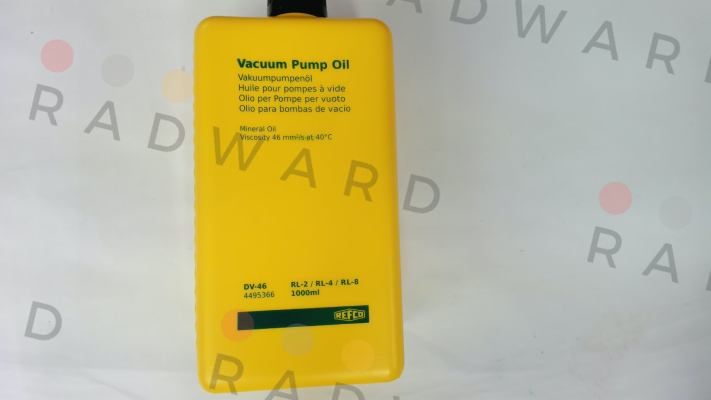 Vacuum Pump Oil
Vakuumpumpenöl
Huile pour pompes à vide
Olio per Pompe per vuoto
Olio para bombas de vacío
Mineral Oil
Viscosity 46 mm²/s at 40°C
DV-46 RL-2 / RL-4 / RL-8
4495366 1000ml
REFCO
RADWARD
RADWARD
RADWARD
RA
D